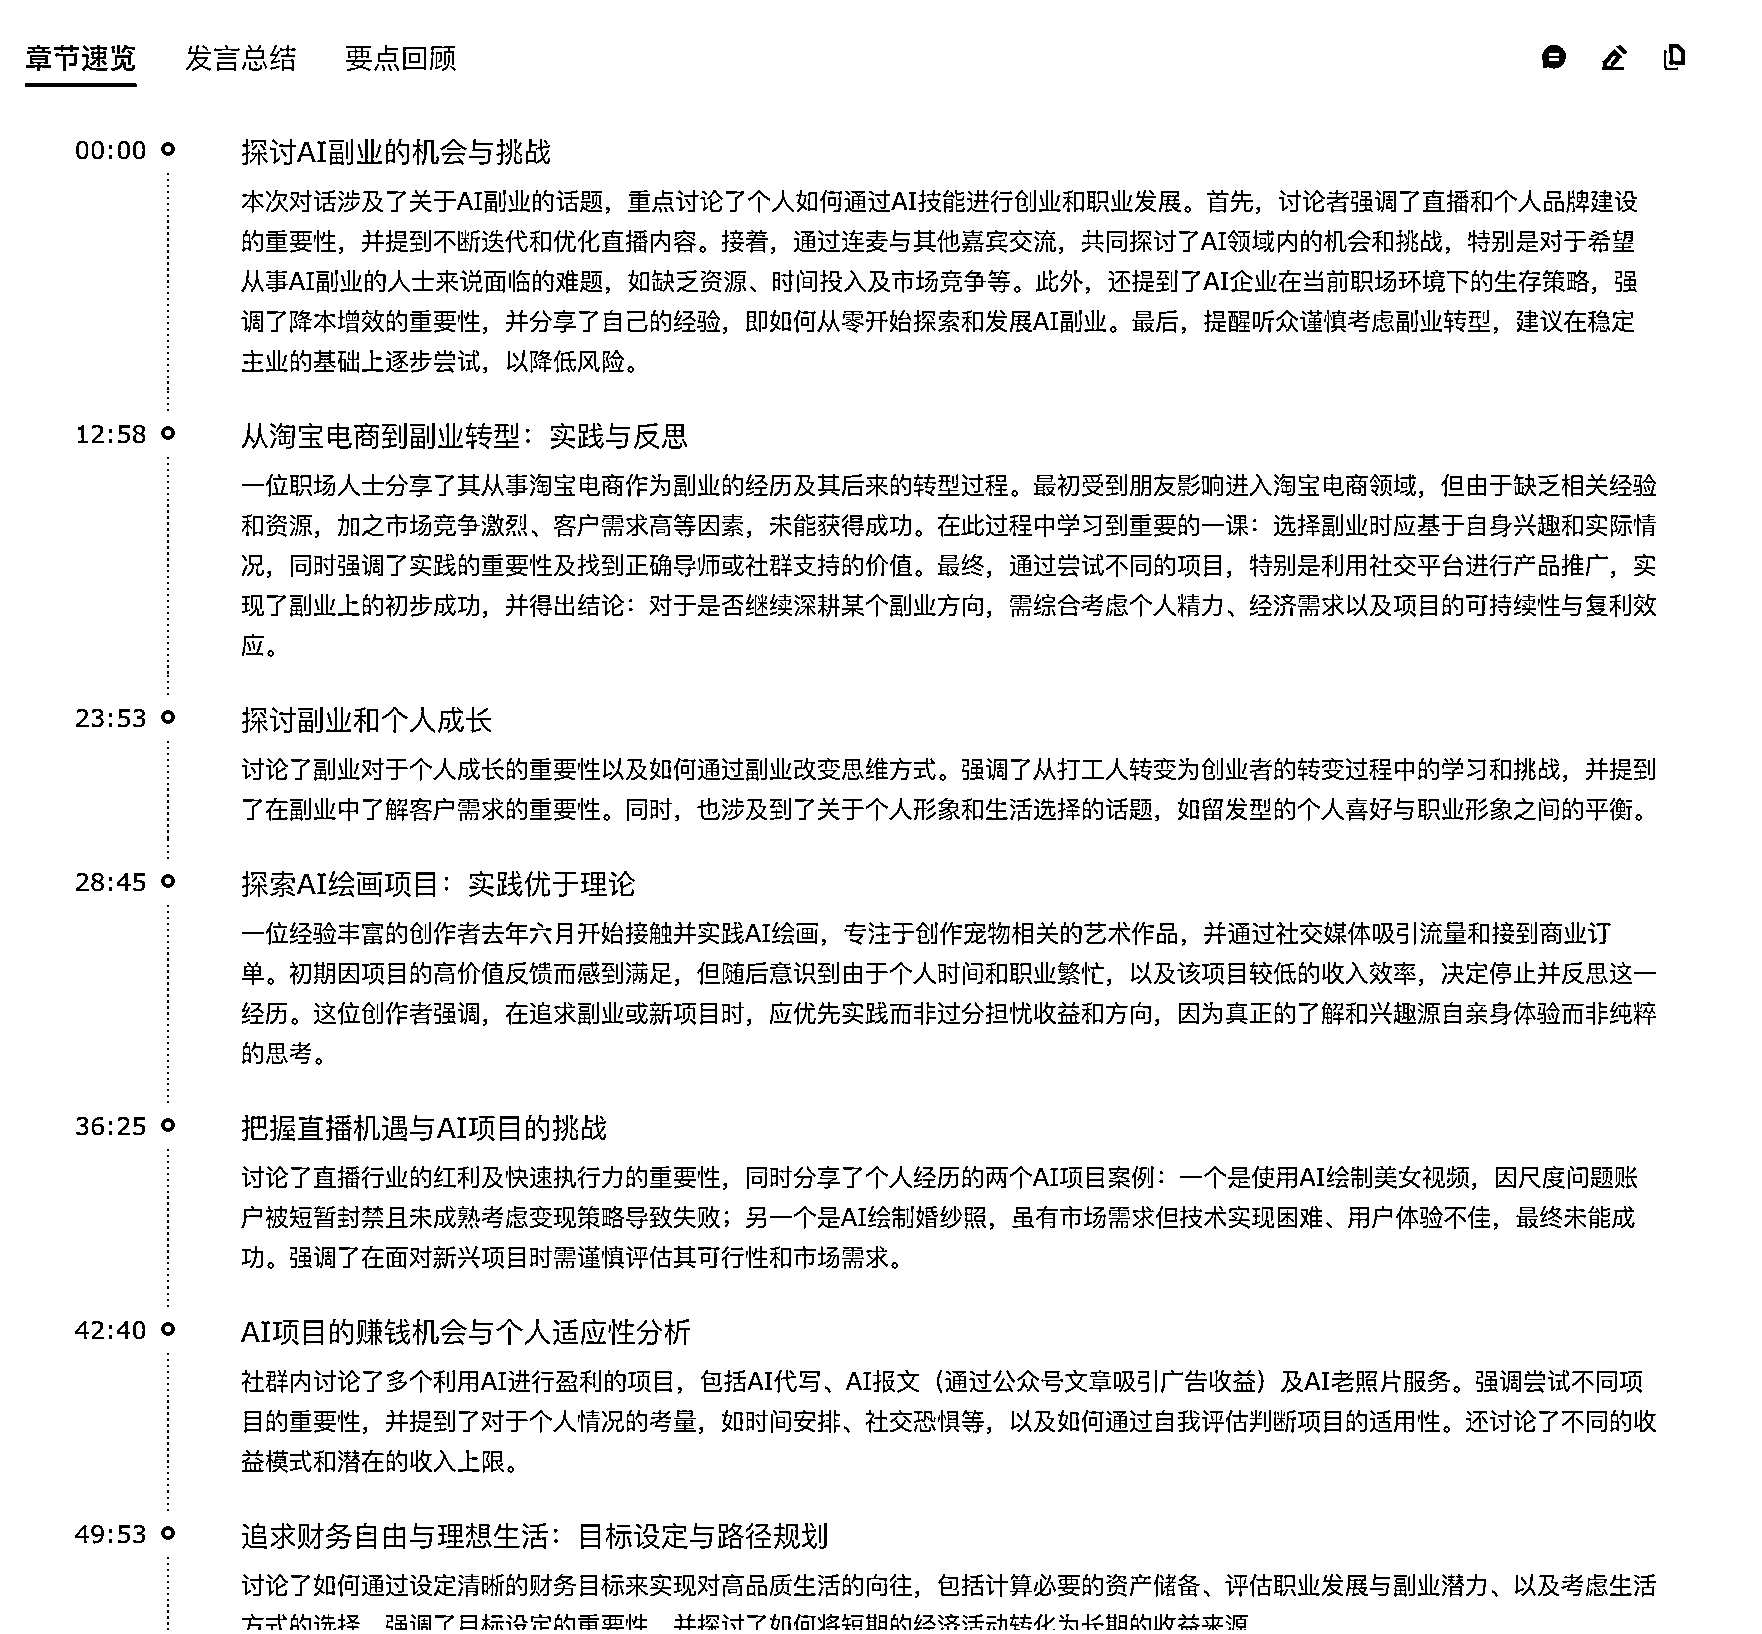 章节速览 发言总结 要点回顾
00:00 探讨AI副业的机会与挑战
本次对话涉及了关于AI副业的话题，重点讨论了个人如何通过AI技能进行创业和职业发展。首先，讨论者强调了直播和个人品牌建设
的重要性，并提到不断迭代和优化直播内容。接着，通过连麦与其他嘉宾交流，共同探讨了AI领域内的机会和挑战，特别是对于希望
从事AI副业的人士来说面临的难题，如缺乏资源、时间投入及市场竞争等。此外，还提到了AI企业在当前职场环境下的生存策略，强
调了降本增效的重要性，并分享了自己的经验，即如何从零开始探索和发展AI副业。最后，提醒听众谨慎考虑副业转型，建议在稳定
主业的基础上逐步尝试，以降低风险。
12:58 从淘宝电商到副业转型：实践与反思
一位职场人士分享了其从事淘宝电商作为副业的经历及其后来的转型过程。最初受到朋友影响进入淘宝电商领域，但由于缺乏相关经验
和资源，加之市场竞争激烈、客户需求高等因素，未能获得成功。在此过程中学习到重要的一课：选择副业时应基于自身兴趣和实际情
况，同时强调了实践的重要性及找到正确导师或社群支持的价值。最终，通过尝试不同的项目，特别是利用社交平台进行产品推广，实
现了副业上的初步成功，并得出结论：对于是否继续深耕某个副业方向，需综合考虑个人精力、经济需求以及项目的可持续性与复利效
应。
23:53 探讨副业和个人成长
讨论了副业对于个人成长的重要性以及如何通过副业改变思维方式。强调了从打工人转变为创业者的转变过程中的学习和挑战，并提到
了在副业中了解客户需求的重要性。同时，也涉及到了关于个人形象和生活选择的话题，如留发型的个人喜好与职业形象之间的平衡。
28:45 探索AI绘画项目：实践优于理论
一位经验丰富的创作者去年六月开始接触并实践AI绘画，专注于创作宠物相关的艺术作品，并通过社交媒体吸引流量和接到商业订
单。初期因项目的高价值反馈而感到满足，但随后意识到由于个人时间和职业繁忙，以及该项目较低的收入效率，决定停止并反思这一
经历。这位创作者强调，在追求副业或新项目时，应优先实践而非过分担忧收益和方向，因为真正的了解和兴趣源自亲身体验而非纯粹
的思考。
36:25 把握直播机遇与AI项目的挑战
讨论了直播行业的红利及快速执行力的重要性，同时分享了个人经历的两个AI项目案例：一个是使用AI绘制美女视频，因尺度问题账
户被短暂封禁且未成熟考虑变现策略导致失败；另一个是AI绘制婚纱照，虽有市场需求但技术实现困难、用户体验不佳，最终未能成
功。强调了在面对新兴项目时需谨慎评估其可行性和市场需求。
42:40 AI项目的赚钱机会与个人适应性分析
社群内讨论了多个利用AI进行盈利的项目，包括AI代写、AI报文（通过公众号文章吸引广告收益）及AI老照片服务。强调尝试不同项
目的重要性，并提到了对于个人情况的考量，如时间安排、社交恐惧等，以及如何通过自我评估判断项目的适用性。还讨论了不同的收
益模式和潜在的收入上限。
49:53 追求财务自由与理想生活：目标设定与路径规划
讨论了如何通过设定清晰的财务目标来实现对高品质生活的向往，包括计算必要的资产储备、评估职业发展与副业潜力、以及考虑生活
方式的选择。强调了目标设定的重要性，并探讨了如何将短期的经济活动转化为长期的收益来源